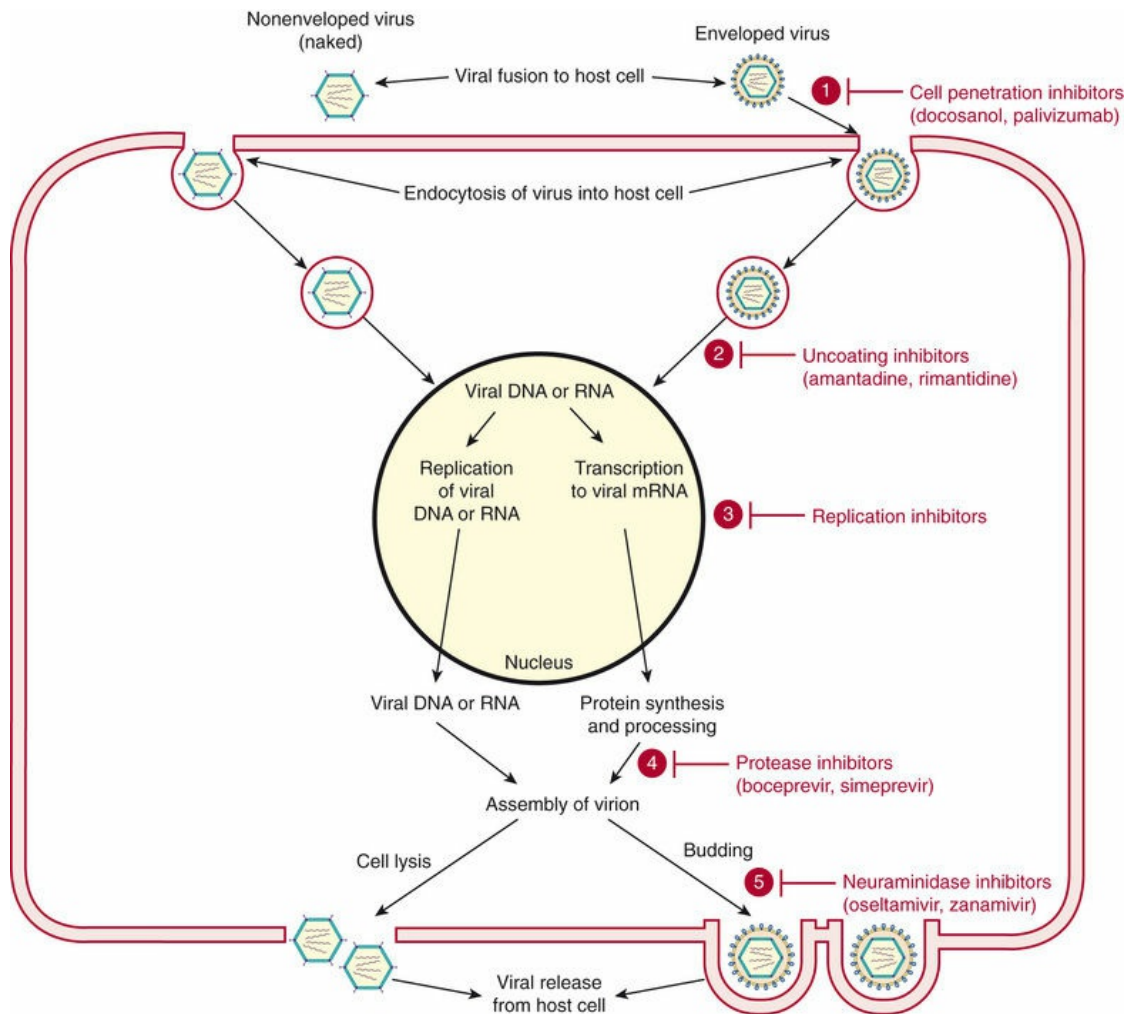 Nonenveloped virus
(naked)
Enveloped virus
Viral fusion to host cell
1
Cell penetration inhibitors
(docosanol, palivizumab)
Endocytosis of virus into host cell
2
Uncoating inhibitors
(amantadine, rimantidine)
Viral DNA or RNA
Replication
of viral
DNA or RNA
Transcription
to viral mRNA
3
Replication inhibitors
Nucleus
Viral DNA or RNA
Protein synthesis
and processing
4
Protease inhibitors
(boceprevir, simeprevir)
Assembly of virion
Cell lysis
Budding
5
Neuraminidase inhibitors
(oseltamivir, zanamivir)
Viral release
from host cell